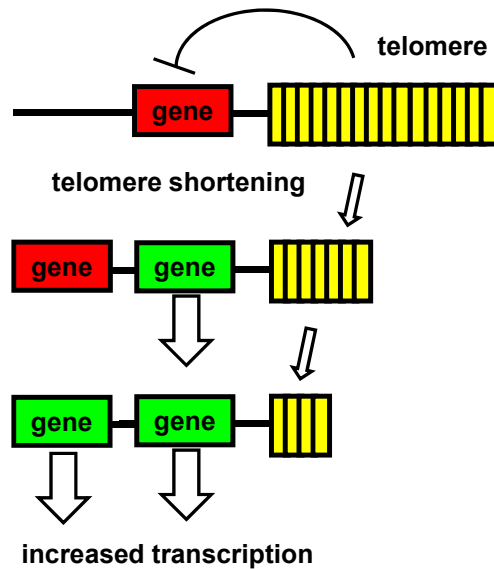 telomere
gene
telomere shortening
gene gene
gene gene
increased transcription